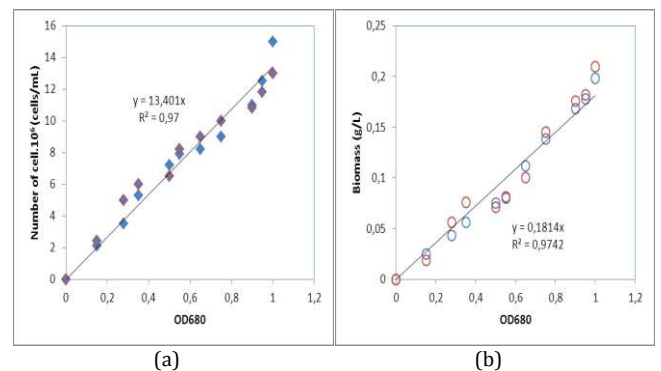 16
14
12
10
8
6
4
2
0
Number of cell.10⁶ (cells/mL)
y = 13,401x
R² = 0,97
0 0,2 0,4 0,6 0,8 1 1,2
OD680
(a)
0,25
0,2
0,15
0,1
0,05
0
Biomass (g/L)
y = 0,1814x
R² = 0,9742
0 0,2 0,4 0,6 0,8 1 1,2
OD680
(b)